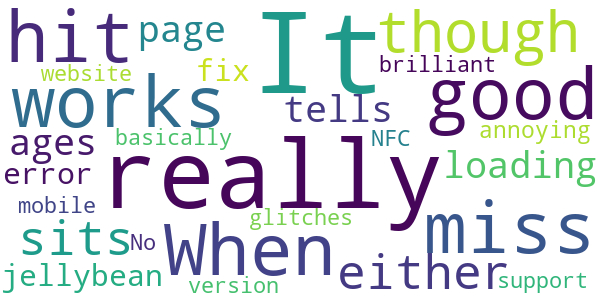 hit page It though
website fix brilliant
works tells good
ages basically NFC annoying
error really loading
mobile glitches miss
sits No When either
jellybean version support